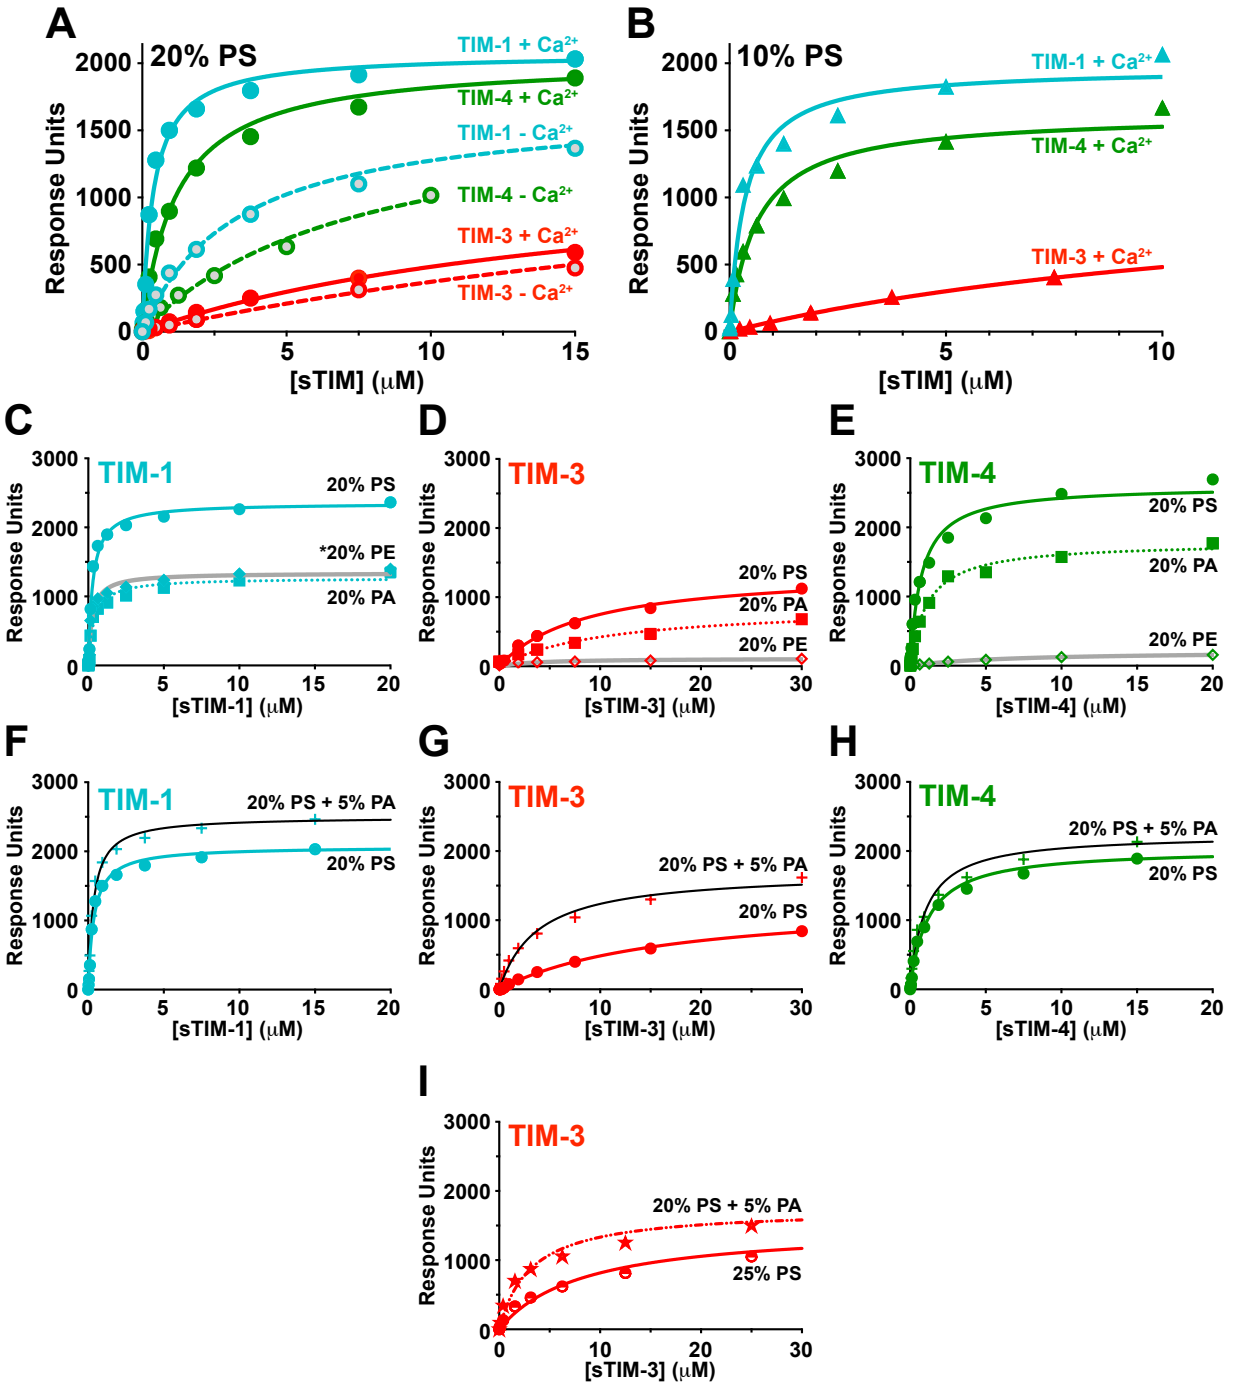 A
20% PS
Response Units
2000
1500
1000
500
0
0
5
10
15
[sTIM] (μM)
TIM-1 + Ca²⁺
TIM-4 + Ca²⁺
TIM-1 - Ca²⁺
TIM-4 - Ca²⁺
TIM-3 + Ca²⁺
TIM-3 - Ca²⁺
B
10% PS
Response Units
2000
1500
1000
500
0
0
5
10
[sTIM] (μM)
TIM-1 + Ca²⁺
TIM-4 + Ca²⁺
TIM-3 + Ca²⁺
C
TIM-1
Response Units
3000
2000
1000
0
0
5
10
15
20
[sTIM-1] (μM)
20% PS
*20% PE
20% PA
D
TIM-3
Response Units
3000
2000
1000
0
0
10
20
30
[sTIM-3] (μM)
20% PS
20% PA
20% PE
E
TIM-4
Response Units
3000
2000
1000
0
0
5
10
15
20
[sTIM-4] (μM)
20% PS
20% PA
20% PE
F
TIM-1
Response Units
3000
2000
1000
0
0
5
10
15
20
[sTIM-1] (μM)
20% PS + 5% PA
20% PS
G
TIM-3
Response Units
3000
2000
1000
0
0
10
20
30
[sTIM-3] (μM)
20% PS + 5% PA
20% PS
H
TIM-4
Response Units
3000
2000
1000
0
0
5
10
15
20
[sTIM-4] (μM)
20% PS + 5% PA
20% PS
I
TIM-3
Response Units
3000
2000
1000
0
0
10
20
30
[sTIM-3] (μM)
20% PS + 5% PA
25% PS